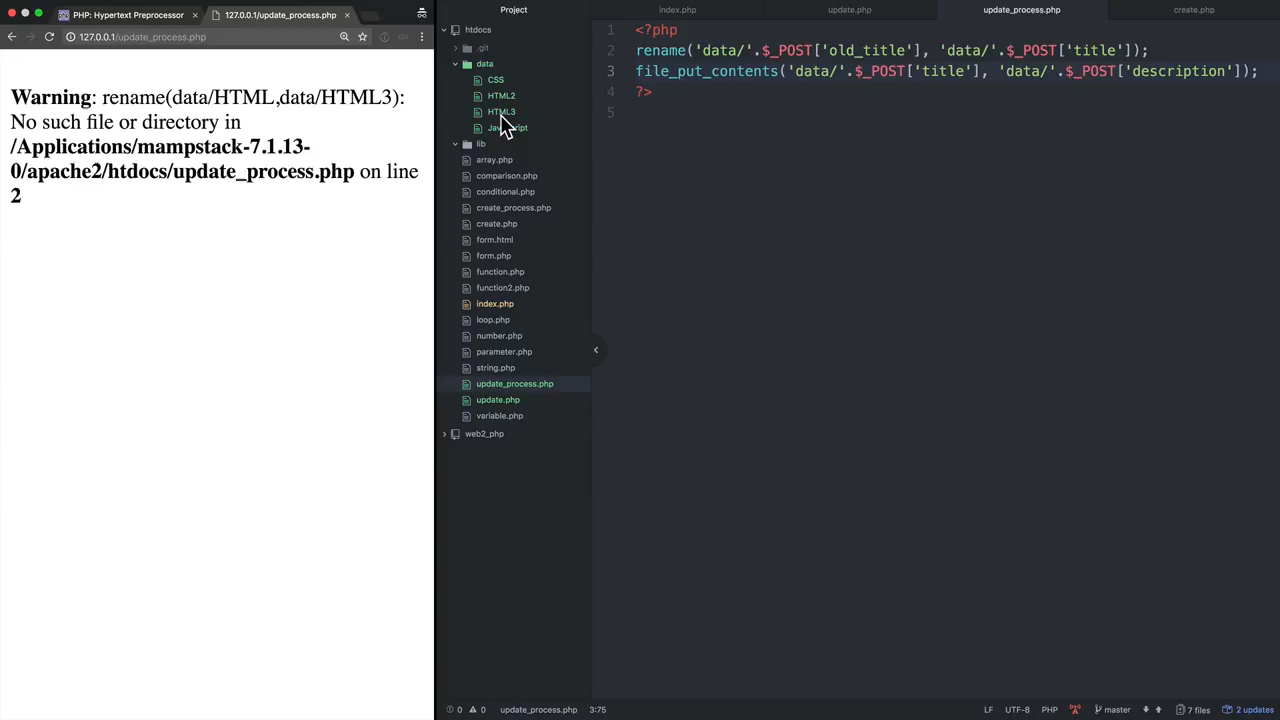 PHP: Hypertext Preprocessor
127.0.0.1/update_process.php
127.0.0.1/update_process.php
Warning: rename(data/HTML,data/HTML3):
No such file or directory in
/Applications/mampstack-7.1.13-
0/apache2/htdocs/update_process.php on line
2
Project
htdocs
.git
data
CSS
HTML2
HTML3
lib
array.php
comparison.php
conditional.php
create_process.php
create.php
form.html
form.php
function.php
function2.php
index.php
loop.php
number.php
parameter.php
string.php
update_process.php
update.php
variable.php
web2_php
index.php
update.php
update_process.php
create.php
1 <?php
2 rename('data/'.$_POST['old_title'], 'data/'.$_POST['title']);
3 file_put_contents('data/'.$_POST['title'], 'data/'.$_POST['description']);
4 ?>
5
0 0 update_process.php 3:75
LF UTF-8 PHP master 7 files 2 updates